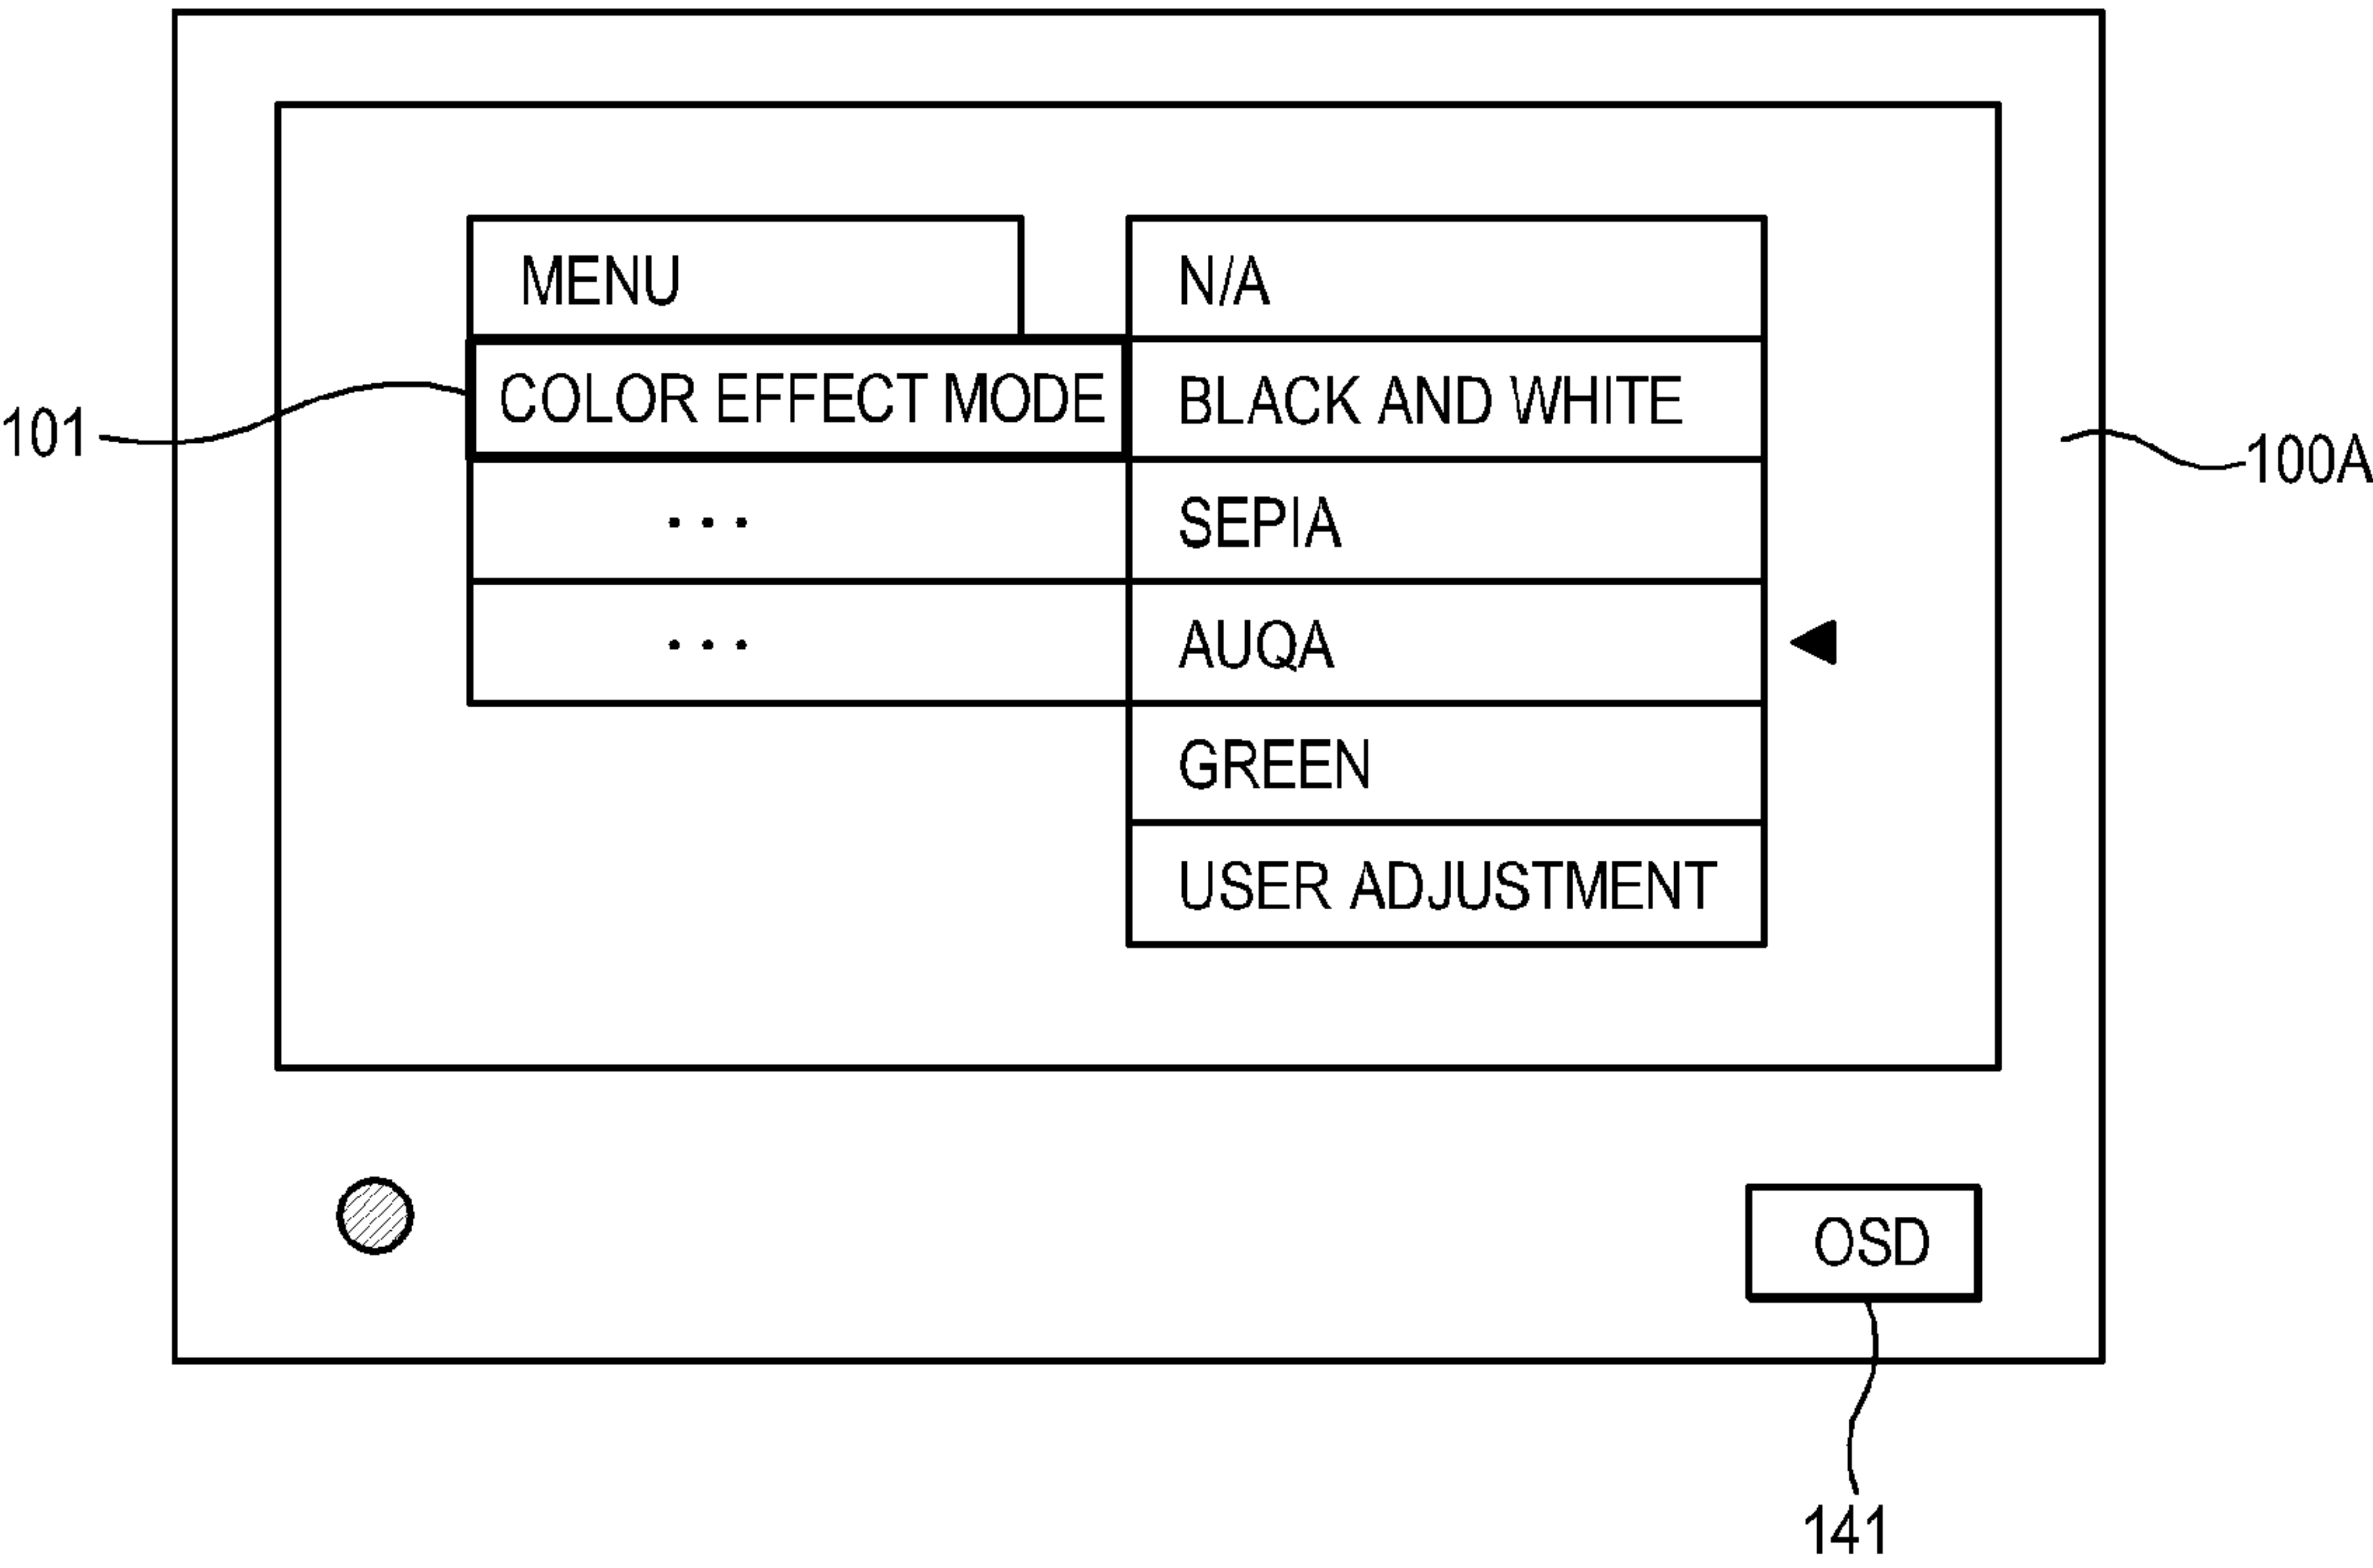 MENU
N/A
COLOR EFFECT MODE
BLACK AND WHITE
101
100A
...
SEPIA
...
AUQA
GREEN
USER ADJUSTMENT
OSD
141